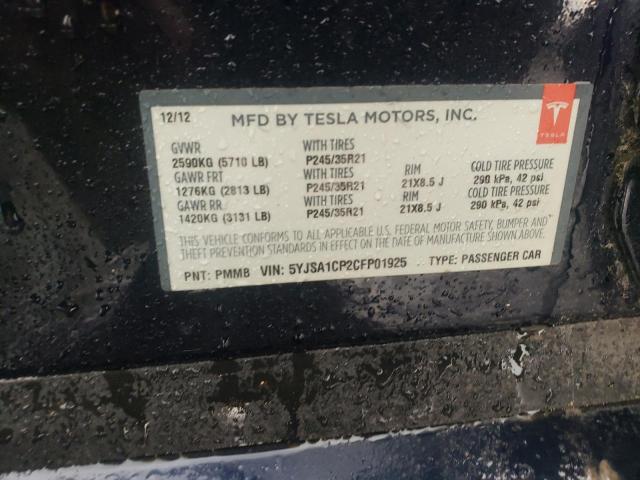 12/12 MFD BY TESLA MOTORS, INC.
TESLA
GVWR WITH TIRES
2590KG (5710 LB) P245/35R21
GAWR FRT WITH TIRES RIM COLD TIRE PRESSURE
1276KG (2813 LB) P245/35R21 21X8.5 J 290 kPa, 42 psi
GAWR RR WITH TIRES RIM COLD TIRE PRESSURE
1420KG (3131 LB) P245/35R21 21X8.5 J 290 kPa, 42 psi
THIS VEHICLE CONFORMS TO ALL APPLICABLE U.S. FEDERAL MOTOR SAFETY, BUMPER AND
THEFT PREVENTION STANDARDS IN EFFECT ON THE DATE OF MANUFACTURE SHOWN ABOVE.
PNT: PMMB VIN: 5YJSA1CP2CFP01925 TYPE: PASSENGER CAR